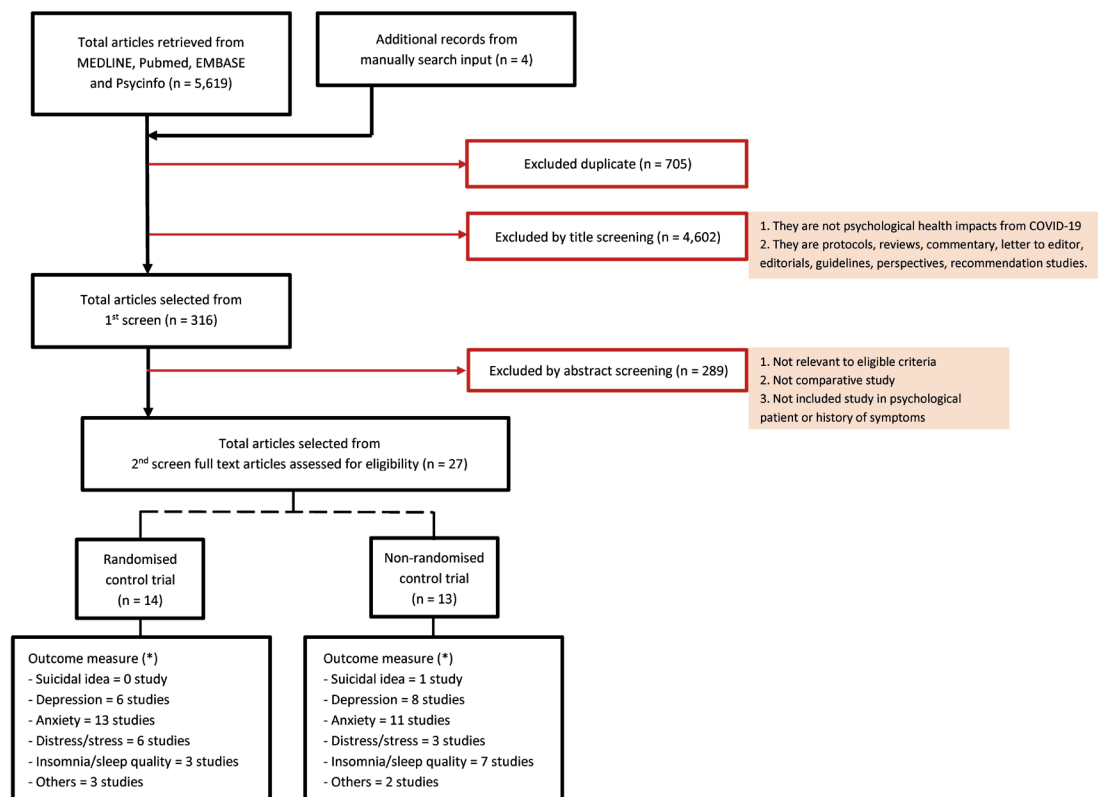 Total articles retrieved from
MEDLINE, Pubmed, EMBASE
and Psycinfo (n = 5,619)
Additional records from
manually search input (n = 4)
Excluded duplicate (n = 705)
Excluded by title screening (n = 4,602)
1. They are not psychological health impacts from COVID-19
2. They are protocols, reviews, commentary, letter to editor,
editorials, guidelines, perspectives, recommendation studies.
Total articles selected from
1st screen (n = 316)
Excluded by abstract screening (n = 289)
1. Not relevant to eligible criteria
2. Not comparative study
3. Not included study in psychological
patient or history of symptoms
Total articles selected from
2nd screen full text articles assessed for eligibility (n = 27)
Randomised
control trial
(n = 14)
Non-randomised
control trial
(n = 13)
Outcome measure (*)
- Suicidal idea = 0 study
- Depression = 6 studies
- Anxiety = 13 studies
- Distress/stress = 6 studies
- Insomnia/sleep quality = 3 studies
- Others = 3 studies
Outcome measure (*)
- Suicidal idea = 1 study
- Depression = 8 studies
- Anxiety = 11 studies
- Distress/stress = 3 studies
- Insomnia/sleep quality = 7 studies
- Others = 2 studies